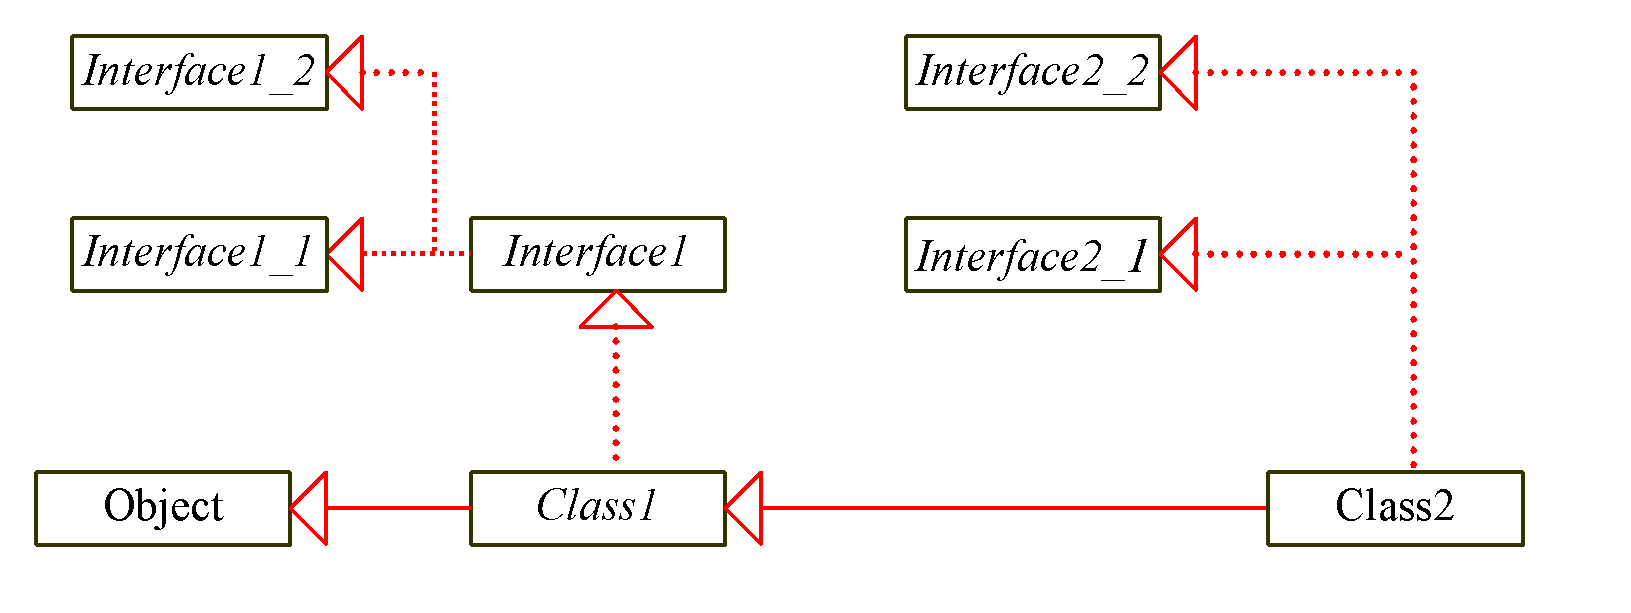 Interface1_2
Interface2_2
Interface1_1
Interface1
Interface2_1
Object
Class1
Class2